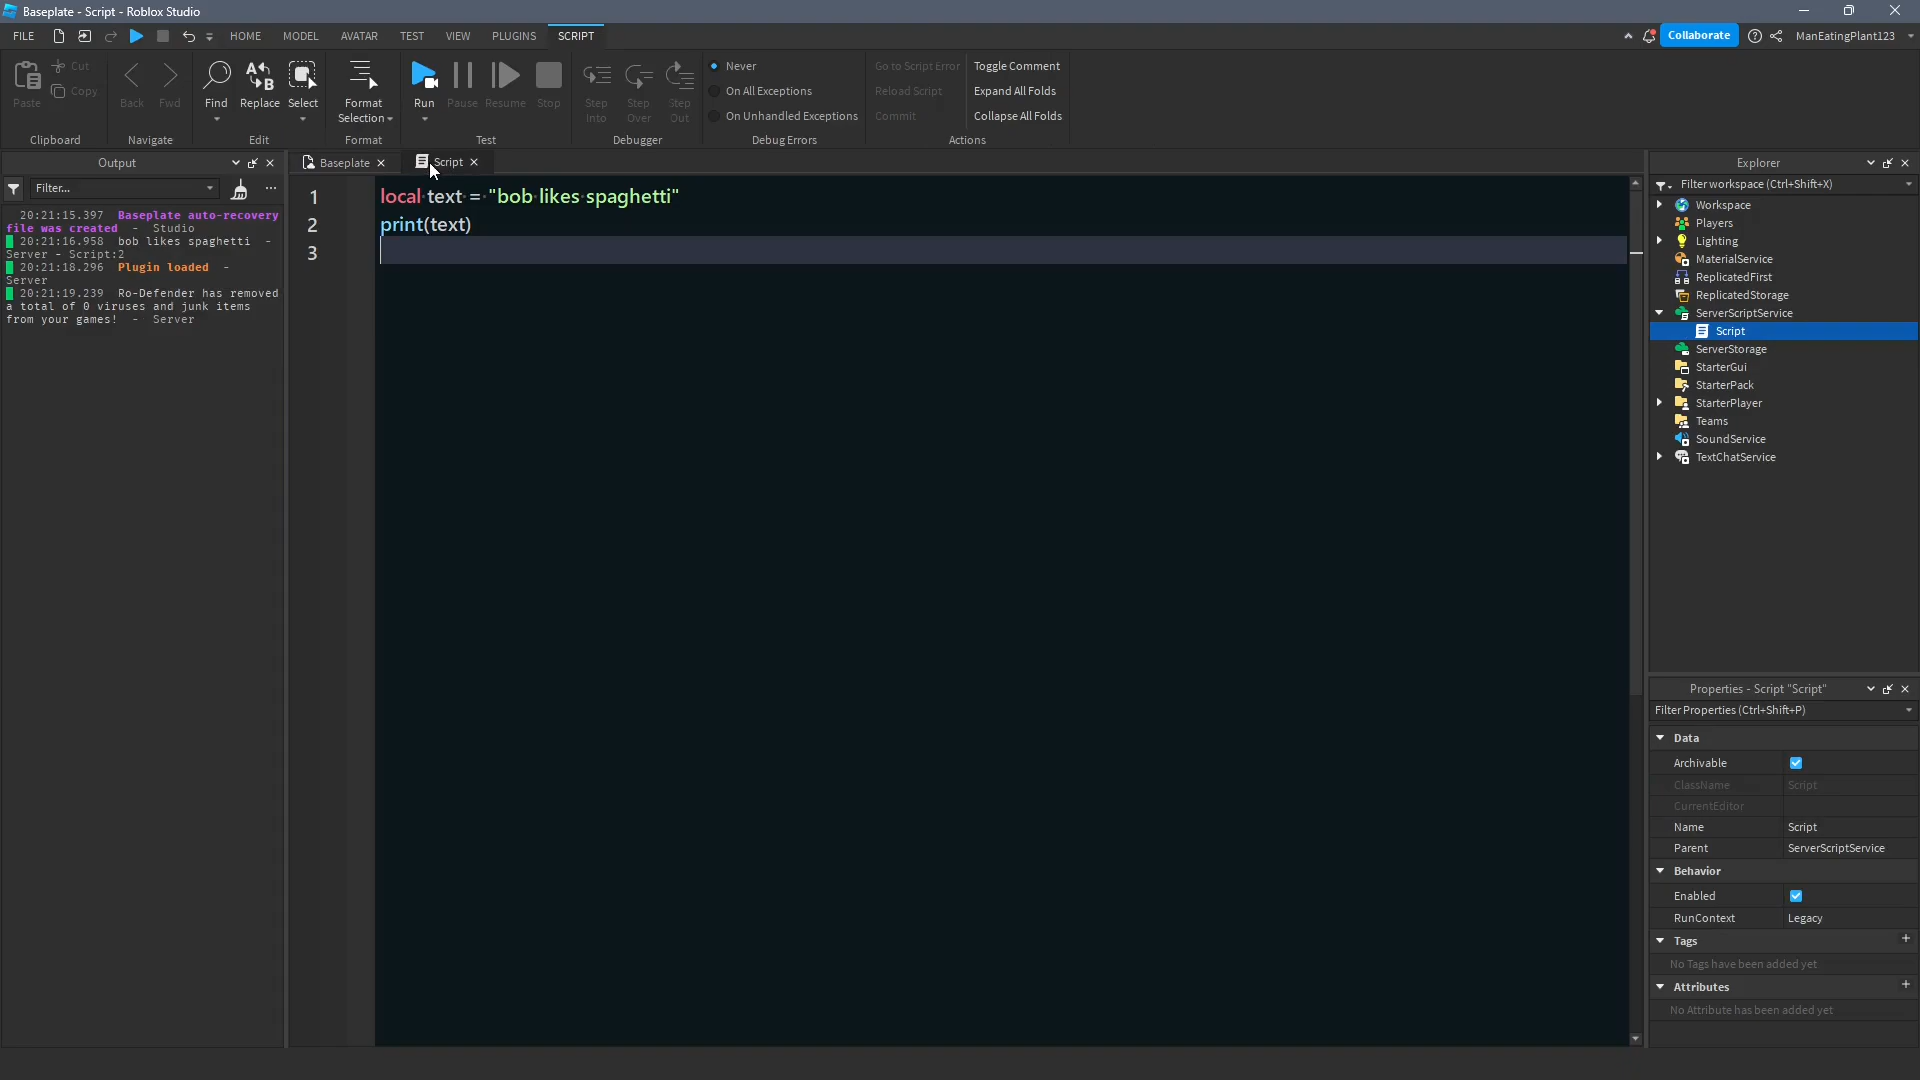 Baseplate - Script - Roblox Studio
FILE HOME MODEL AVATAR TEST VIEW PLUGINS SCRIPT Collaborate ManEatingPlant123
Paste Cut Copy
Clipboard
Back Fwd
Navigate
Find Replace Select
Edit
Format Selection
Format
Run Pause Resume Stop
Test
Step Into Step Over Step Out
Debugger
Never
On All Exceptions
On Unhandled Exceptions
Debug Errors
Go to Script Error
Reload Script
Commit
Toggle Comment
Expand All Folds
Collapse All Folds
Actions
Output
Filter...
20:21:15.397 Baseplate auto-recovery
file was created - Studio
20:21:16.958 bob likes spaghetti -
Server - Script:2
20:21:18.296 Plugin loaded -
Server
20:21:19.239 Ro-Defender has removed
a total of 0 viruses and junk items
from your games! - Server
Baseplate Script
1 local text = "bob likes spaghetti"
2 print(text)
3
Explorer
Filter workspace (Ctrl+Shift+X)
Workspace
Players
Lighting
MaterialService
ReplicatedFirst
ReplicatedStorage
ServerScriptService
Script
ServerStorage
StarterGui
StarterPack
StarterPlayer
Teams
SoundService
TextChatService
Properties - Script "Script"
Filter Properties (Ctrl+Shift+P)
Data
Archivable
ClassName Script
CurrentEditor
Name Script
Parent ServerScriptService
Behavior
Enabled
RunContext Legacy
Tags +
No Tags have been added yet
Attributes +
No Attribute has been added yet